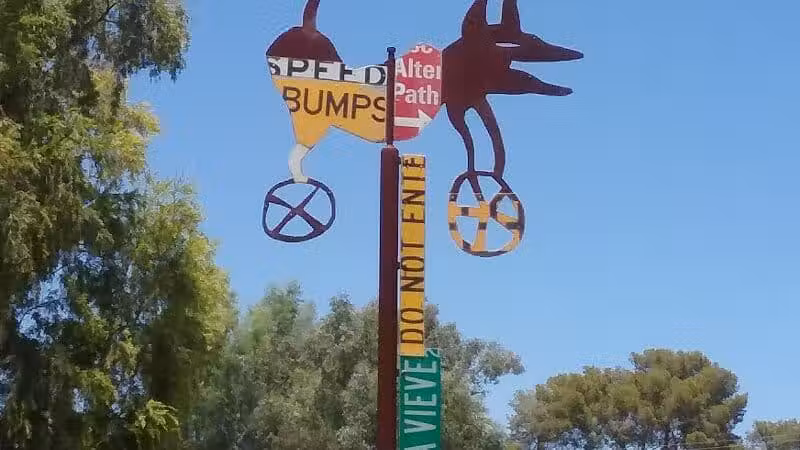 SPEED
BUMPS
Alter
Path
DO NOT ENTE
VIEVE